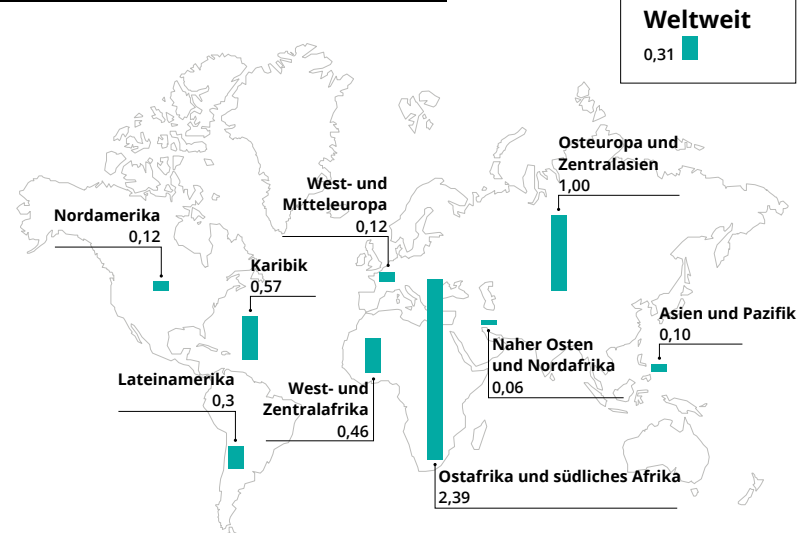 Weltweit
0,31
Osteuropa und
Zentralasien
1,00
West- und
Mitteleuropa
0,12
Nordamerika
0,12
Karibik
0,57
Asien und Pazifik
0,10
Naher Osten
und Nordafrika
0,06
Lateinamerika
0,3
West- und
Zentralafrika
0,46
Ostafrika und südliches Afrika
2,39